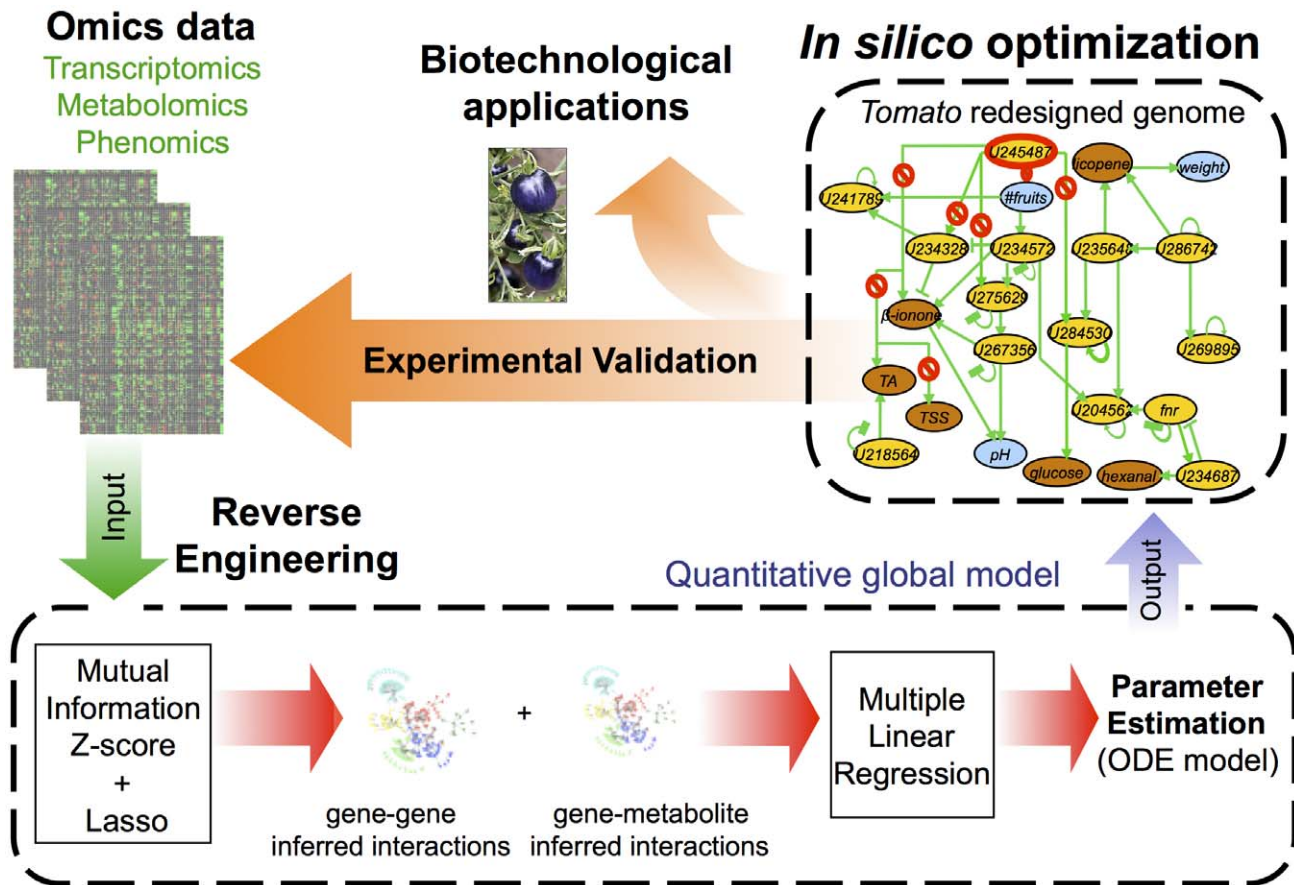 Omics data
Transcriptomics
Metabolomics
Phenomics
Biotechnological
applications
In silico optimization
Tomato redesigned genome
U245487
licopene
weight
U241789
#fruits
U234328
U234572
U235648
U286742
U275629
β-ionone
U284530
U267356
U269895
TA
TSS
U204562
fnr
U218564
pH
glucose
hexanal
U234687
Experimental Validation
Input
Reverse
Engineering
Quantitative global model
Output
Mutual
Information
Z-score
+
Lasso
+
gene-gene
inferred interactions
gene-metabolite
inferred interactions
Multiple
Linear
Regression
Parameter
Estimation
(ODE model)